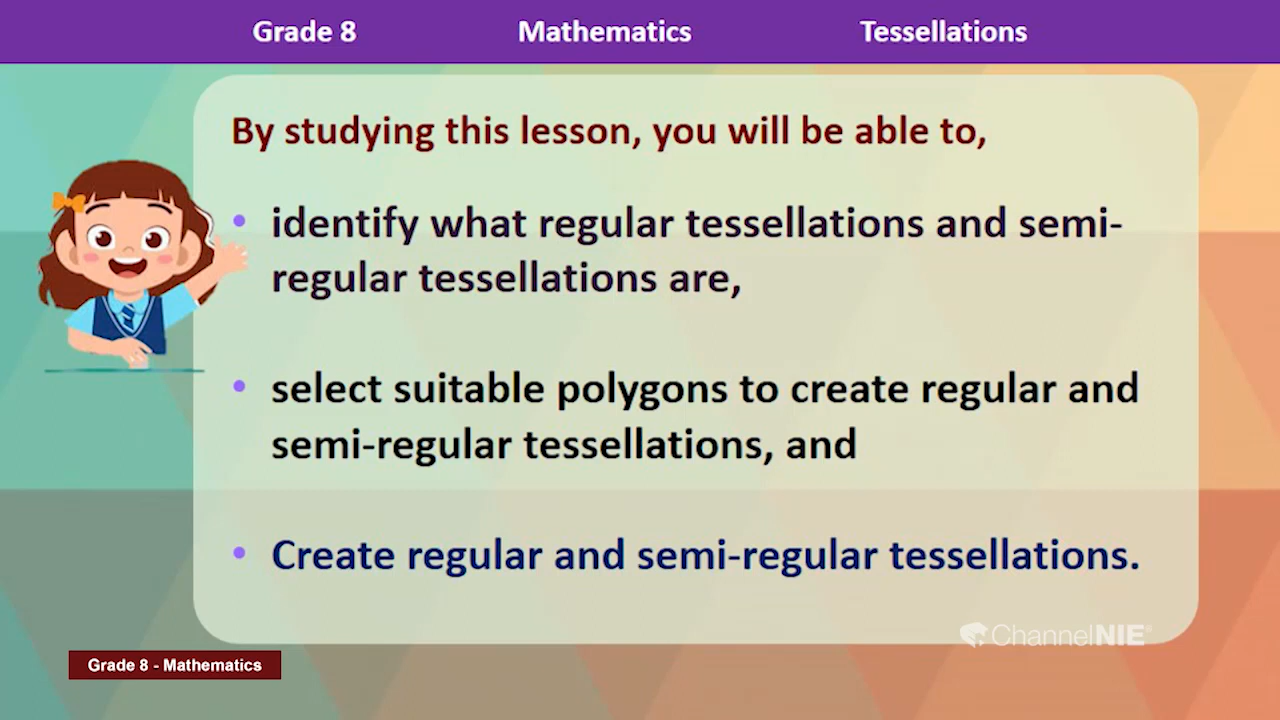 Grade 8 Mathematics Tessellations
By studying this lesson, you will be able to,
• identify what regular tessellations and semi-
regular tessellations are,
• select suitable polygons to create regular and
semi-regular tessellations, and
• Create regular and semi-regular tessellations.
ChannelNIE
Grade 8 - Mathematics